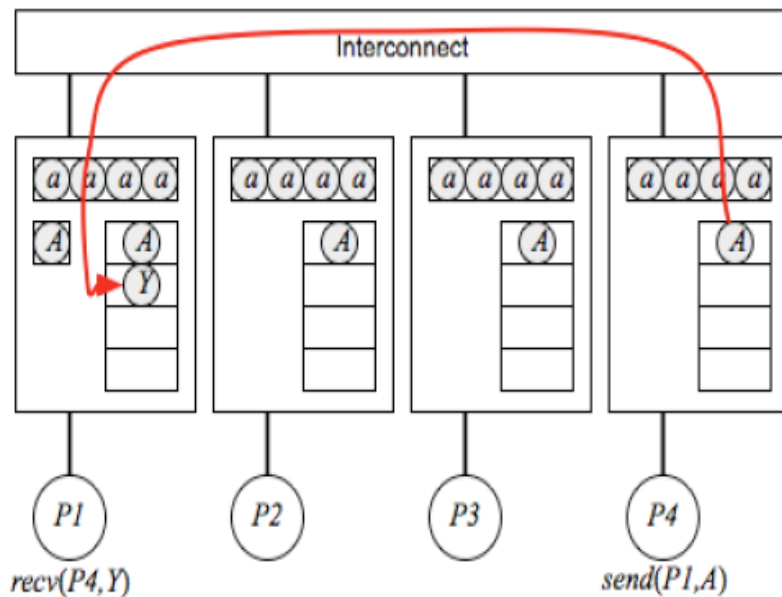 Interconnect
a a a a a a a a a a a a a a a a
A A A A A
Y
P1 P2 P3 P4
recv(P4,Y) send(P1,A)